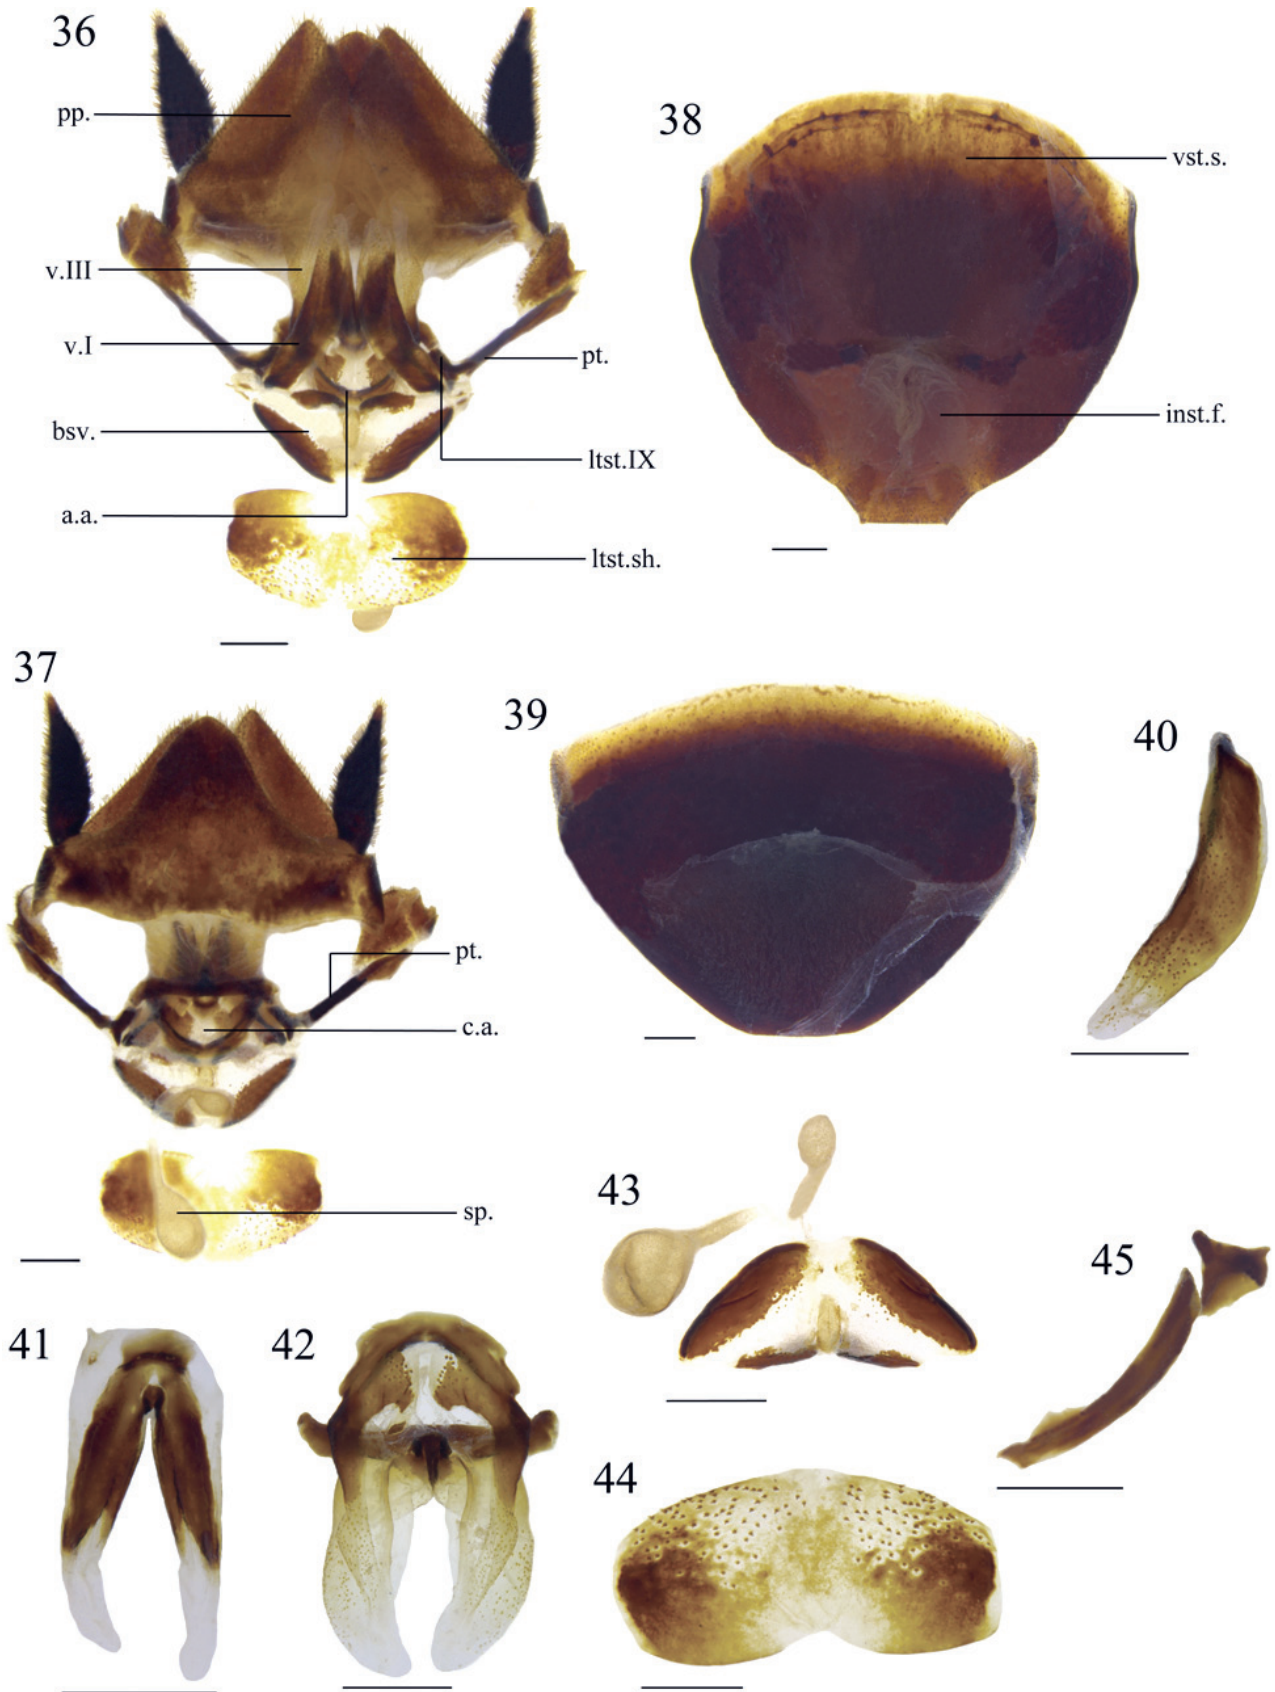 36
pp.
v.III
v.I
bsv.
a.a.
pt.
ltst.IX
ltst.sh.
38
vst.s.
inst.f.
37
pt.
c.a.
sp.
39
40
41
42
43
44
45